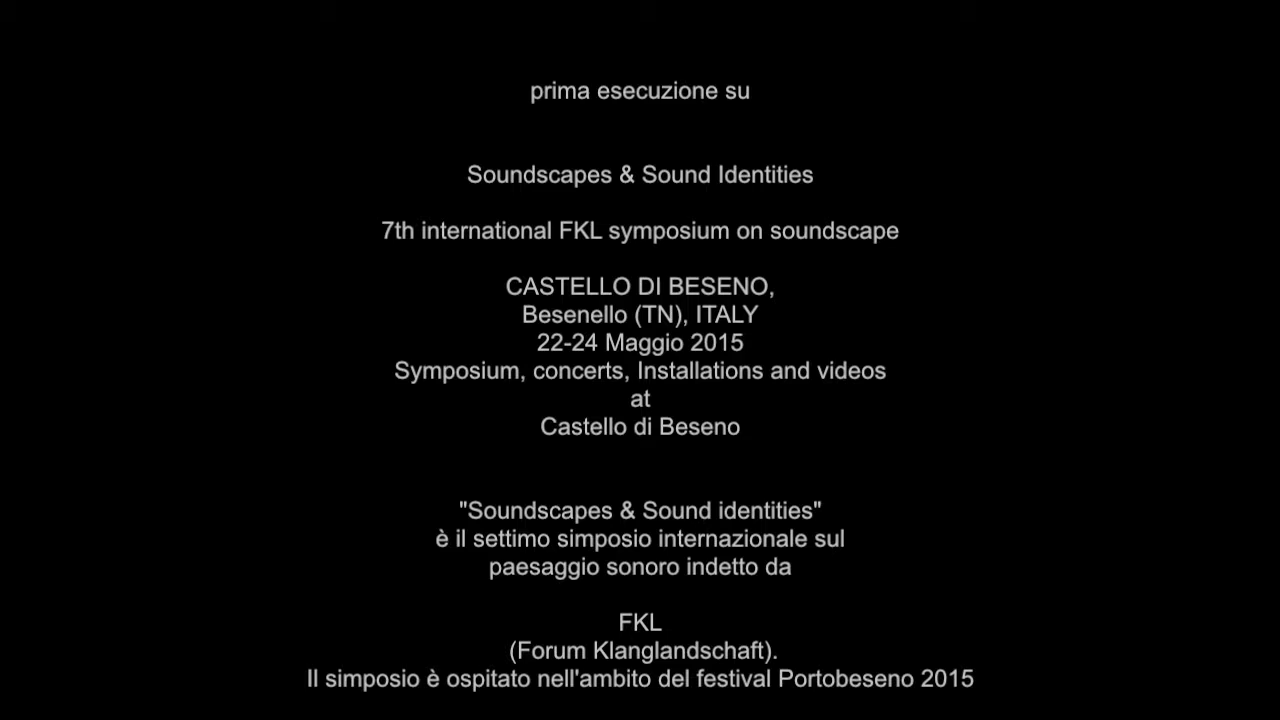 prima esecuzione su
Soundscapes & Sound Identities
7th international FKL symposium on soundscape
CASTELLO DI BESENO,
Besenello (TN), ITALY
22-24 Maggio 2015
Symposium, concerts, Installations and videos
at
Castello di Beseno
"Soundscapes & Sound identities"
è il settimo simposio internazionale sul
paesaggio sonoro indetto da
FKL
(Forum Klanglandschaft).
Il simposio è ospitato nell'ambito del festival Portobeseno 2015